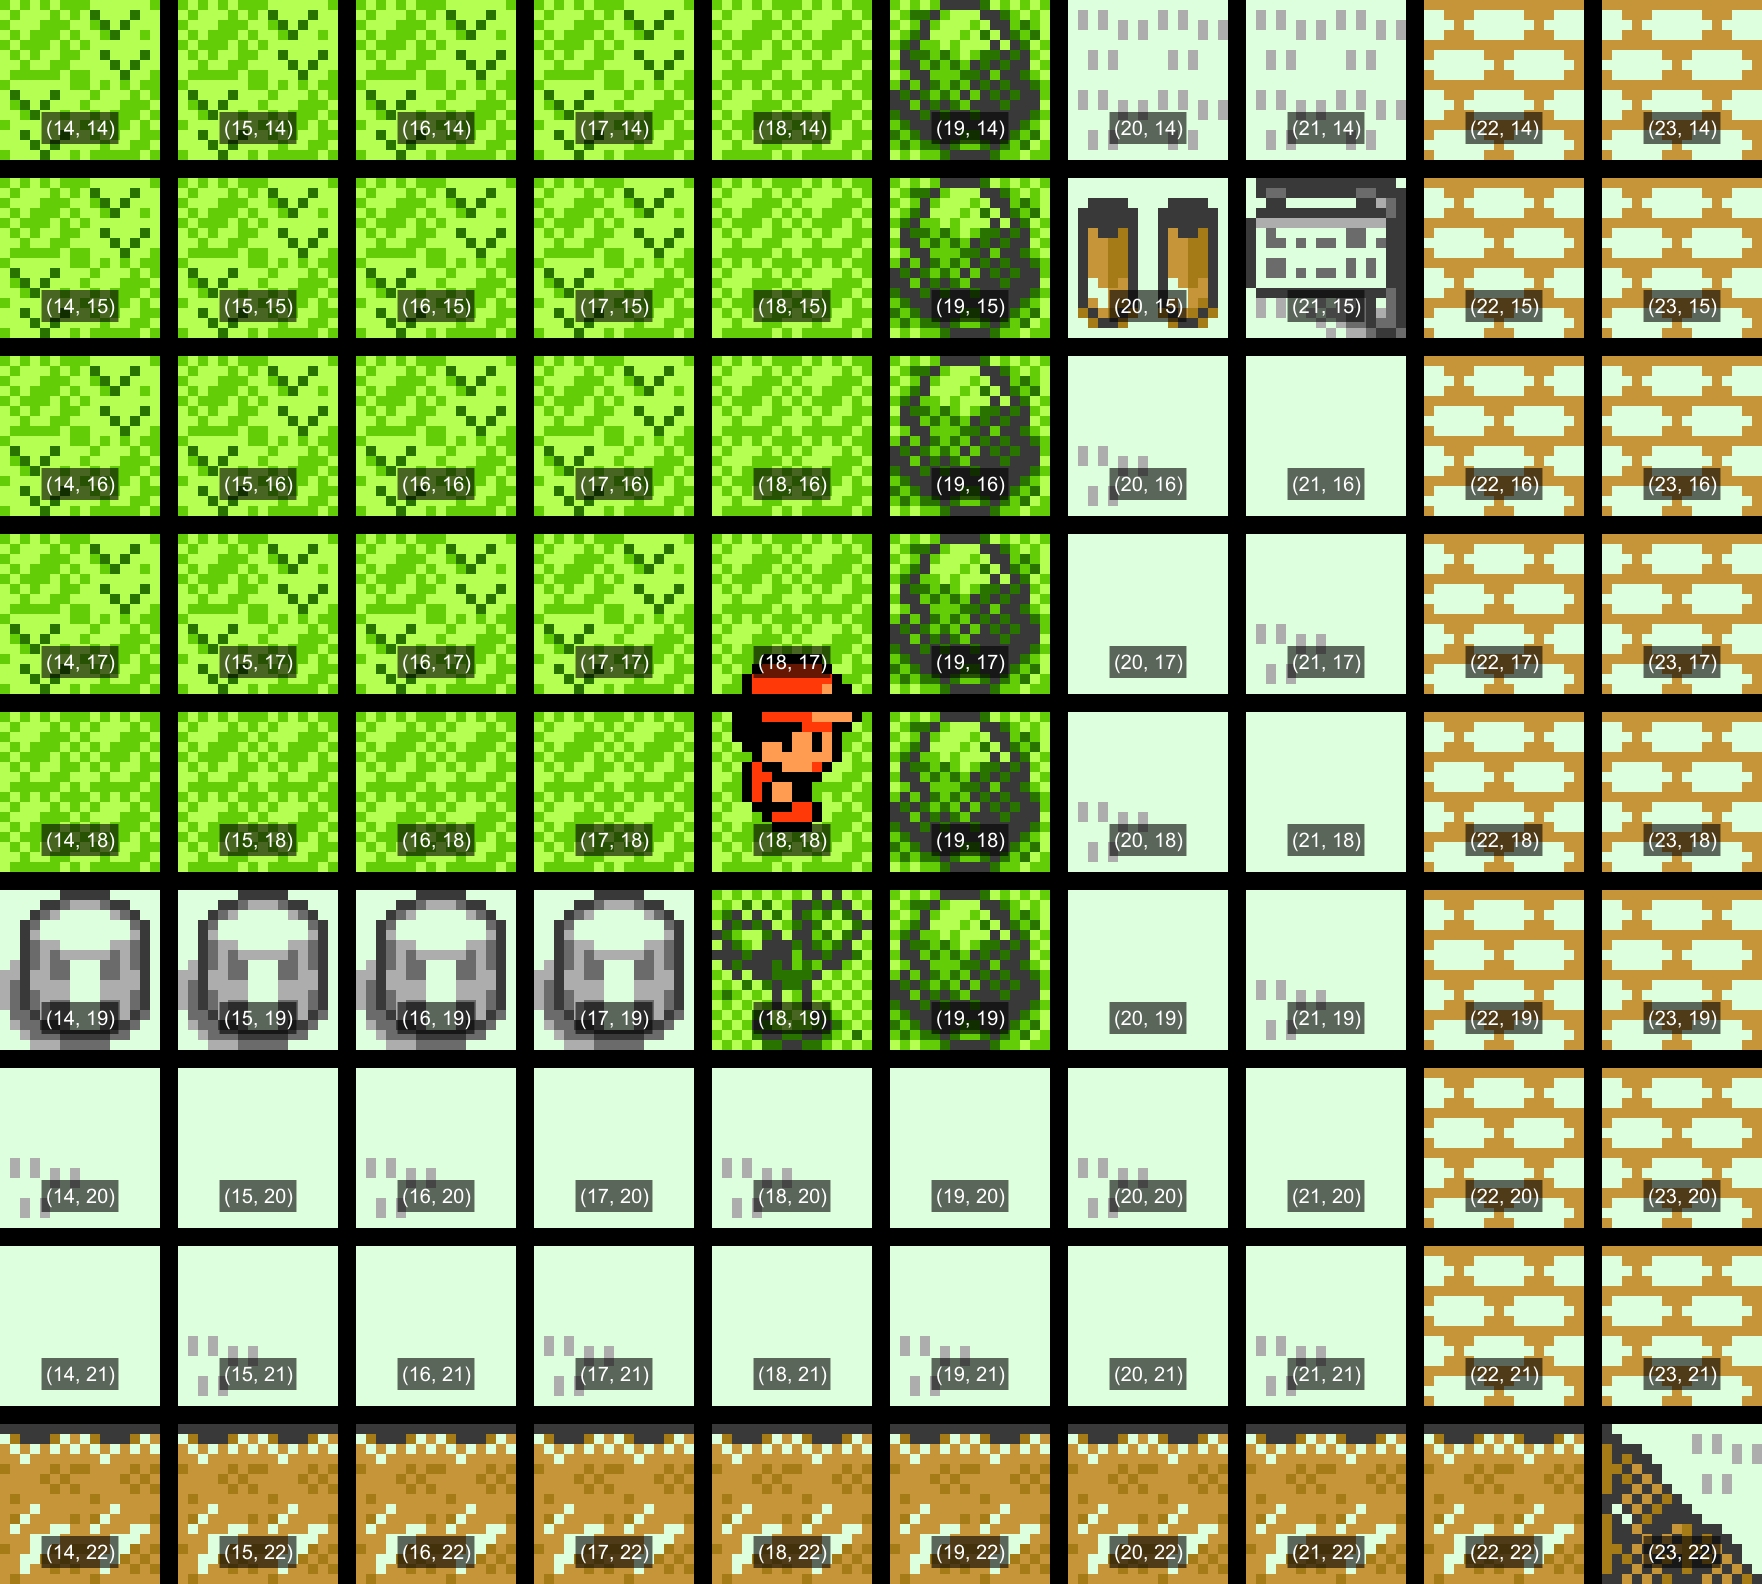 (14, 14) (15, 14) (16, 14) (17, 14) (18, 14) (19, 14) (20, 14) (21, 14) (22, 14) (23, 14)
(14, 15) (15, 15) (16, 15) (17, 15) (18, 15) (19, 15) (20, 15) (21, 15) (22, 15) (23, 15)
(14, 16) (15, 16) (16, 16) (17, 16) (18, 16) (19, 16) (20, 16) (21, 16) (22, 16) (23, 16)
(14, 17) (15, 17) (16, 17) (17, 17) (18, 17) (19, 17) (20, 17) (21, 17) (22, 17) (23, 17)
(14, 18) (15, 18) (16, 18) (17, 18) (18, 18) (19, 18) (20, 18) (21, 18) (22, 18) (23, 18)
(14, 19) (15, 19) (16, 19) (17, 19) (18, 19) (19, 19) (20, 19) (21, 19) (22, 19) (23, 19)
(14, 20) (15, 20) (16, 20) (17, 20) (18, 20) (19, 20) (20, 20) (21, 20) (22, 20) (23, 20)
(14, 21) (15, 21) (16, 21) (17, 21) (18, 21) (19, 21) (20, 21) (21, 21) (22, 21) (23, 21)
(14, 22) (15, 22) (16, 22) (17, 22) (18, 22) (19, 22) (20, 22) (21, 22) (22, 22) (23, 22)